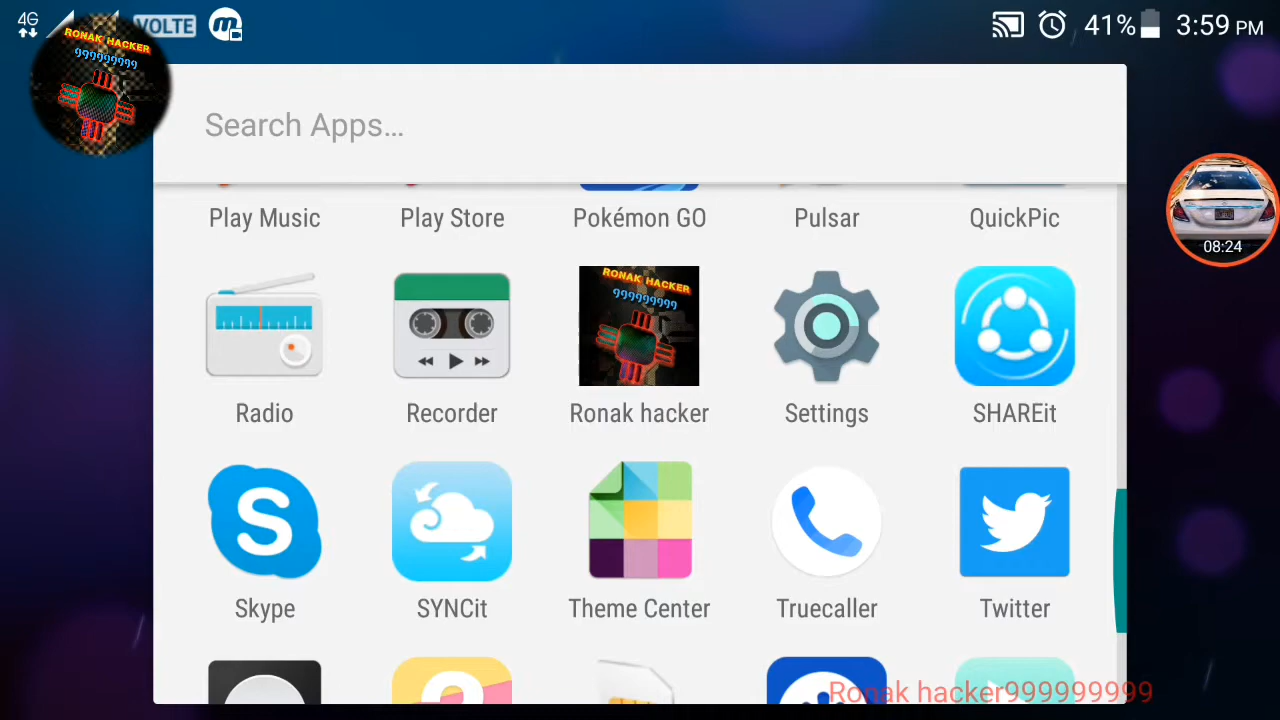 4G VOLTE 41% 3:59 PM
RONAK HACKER
999999999
Search Apps...
08:24
Play Music Play Store Pokémon GO Pulsar QuickPic
RONAK HACKER
999999999
Radio Recorder Ronak hacker Settings SHAREit
Skype SYNCit Theme Center Truecaller Twitter
Ronak hacker999999999